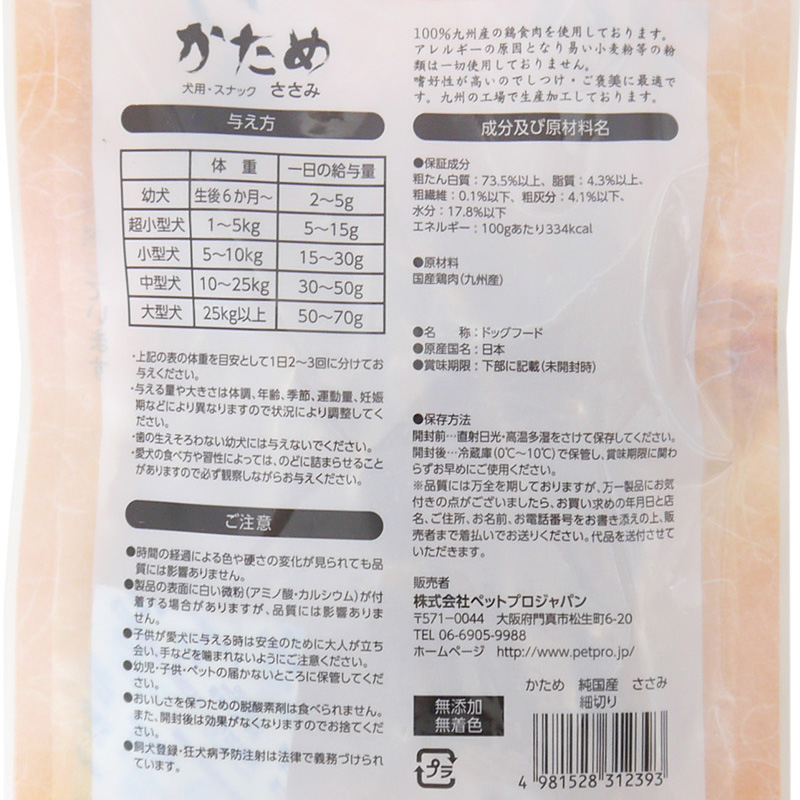 かため
犬用・スナック ささみ
与え方
体重 一日の給与量
幼犬 生後6か月~ 2~5g
超小型犬 1~5kg 5~15g
小型犬 5~10kg 15~30g
中型犬 10~25kg 30~50g
大型犬 25kg以上 50~70g
・上記の表の体重を目安として1日2~3回に分けてお
与えください。
・与える量や大きさは体調、年齢、季節、運動量、妊娠
期などにより異なりますので状況により調整してく
ださい。
・歯の生えそろわない幼犬には与えないでください。
・愛犬の食べ方や習性によっては、のどに詰まらせること
がありますので必ず観察しながらお与えください。
ご注意
●時間の経過による色や硬さの変化が見られても品
質には影響ありません。
●製品の表面に白い微粉(アミノ酸・カルシウム)が付
着する場合がありますが、品質には影響ありませ
ん。
●子供が愛犬に与える時は安全のために大人が立ち
会い、手などを噛まれないようにご注意ください。
●幼児・子供・ペットの届かないところに保管してくだ
さい。
●おいしさを保つための脱酸素剤は食べられません。
また、開封後は効果がなくなりますのでお捨てくだ
さい。
●飼犬登録・狂犬病予防注射は法律で義務づけられ
ています。
100%九州産の鶏食肉を使用しております。
アレルギーの原因となり易い小麦粉等の粉
類は一切使用しておりません。
嗜好性が高いのでしつけ・ご褒美に最適で
す。九州の工場で生産加工しております。
成分及び原材料名
●保証成分
粗たん白質:73.5%以上、脂質:4.3%以上、
粗繊維:0.1%以下、粗灰分:4.1%以下、
水分:17.8%以下
エネルギー:100gあたり334kcal
●原材料
国産鶏肉(九州産)
●名 称:ドッグフード
●原産国名:日本
●賞味期限:下部に記載(未開封時)
●保存方法
開封前…直射日光・高温多湿をさけて保存してください。
開封後…冷蔵庫(0℃~10℃)で保管し、賞味期限に関わ
らずお早めにご使用ください。
※品質には万全を期しておりますが、万一製品にお気
付きの点がございましたら、お買い求めの年月日と店
名、ご住所、お名前、お電話番号をお書き添えの上、販
売者まで着払いでお送りください。代品を送付させて
いただきます。
販売者
株式会社ペットプロジャパン
〒571-0044 大阪府門真市松生町6-20
TEL 06-6905-9988
ホームページ http://www.petpro.jp/
かため 純国産 ささみ
細切り
無添加
無着色
プラ
4 981528 312393